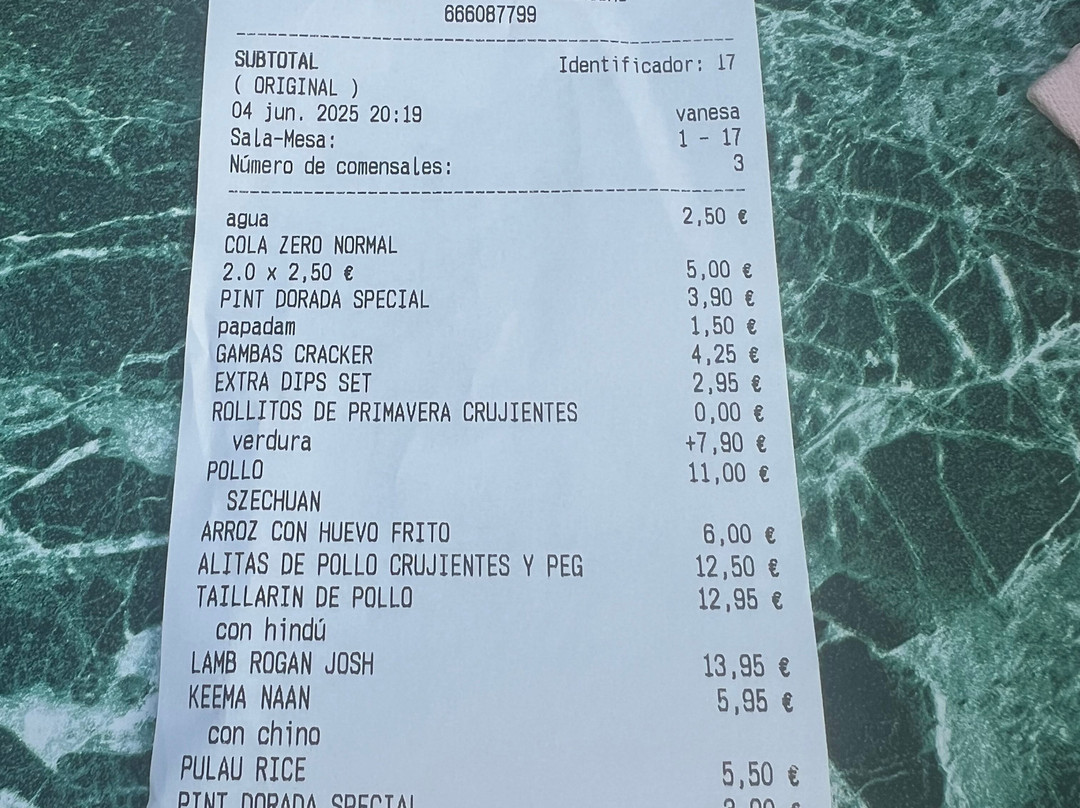 666087799
SUBTOTAL Identificador: 17
( ORIGINAL )
04 jun. 2025 20:19 vanesa
Sala-Mesa: 1 - 17
Número de comensales: 3
agua 2,50 €
COLA ZERO NORMAL
2.0 x 2,50 € 5,00 €
PINT DORADA SPECIAL 3,90 €
papadam 1,50 €
GAMBAS CRACKER 4,25 €
EXTRA DIPS SET 2,95 €
ROLLITOS DE PRIMAVERA CRUJIENTES 0,00 €
verdura +7,90 €
POLLO 11,00 €
SZECHUAN
ARROZ CON HUEVO FRITO 6,00 €
ALITAS DE POLLO CRUJIENTES Y PEG 12,50 €
TAILLARIN DE POLLO 12,95 €
con hindú
LAMB ROGAN JOSH 13,95 €
KEEMA NAAN 5,95 €
con chino
PULAU RICE 5,50 €
PINT DORADA SPECIAL